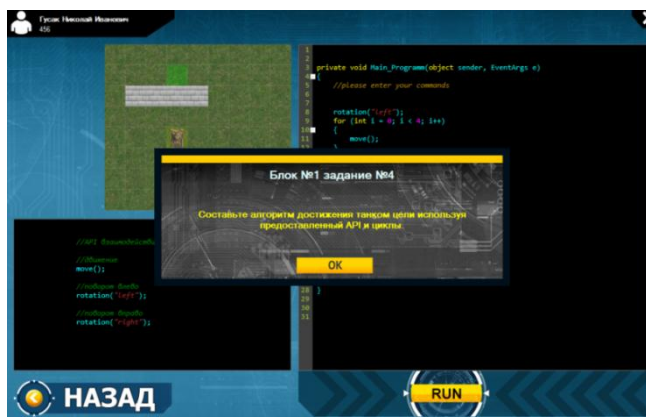 Гусак Николай Иванович
456
1
2
3 private void Main_Programm(object sender, EventArgs e)
4 {
5 //please enter your commands
6
7
8 rotation("left");
9 for (int i = 0; i < 4; i++)
10 {
11 move();
12 }
Блок №1 задание №4
Составьте алгоритм достижения танком цели используя
предоставленный API и циклы
OK
//API Взаимодейств
//движение
move();
//поворот влево
rotation("left");
//поворот вправо
rotation("right");
28 }
29
30
31
НАЗАД
RUN